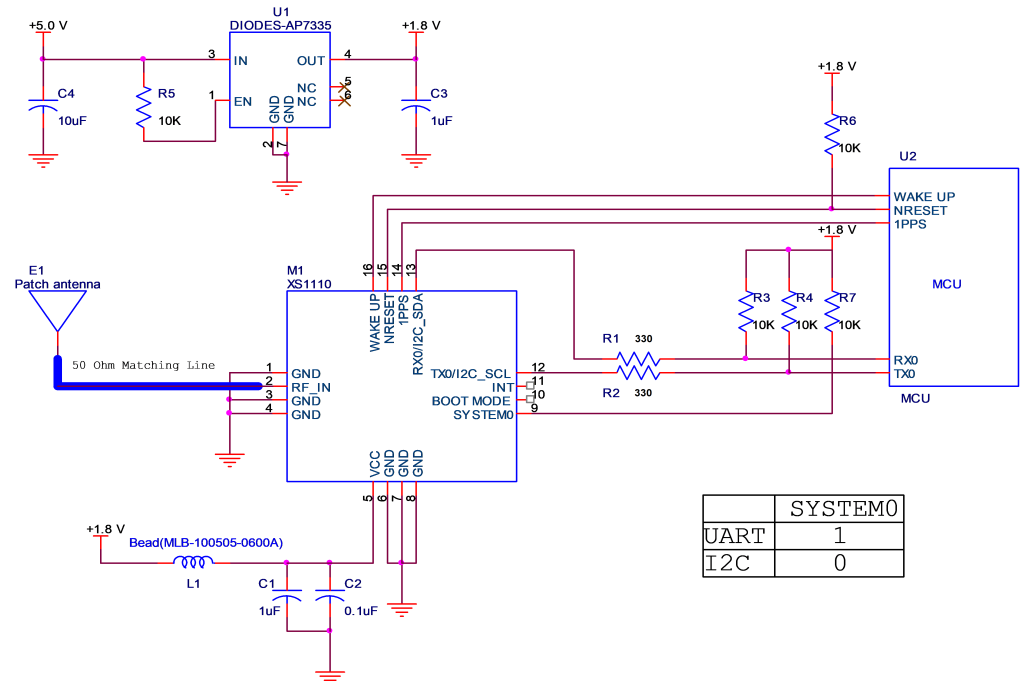 +5.0 V
U1
DIODES-AP7335
+1.8 V
3
IN
OUT
4
C4
10uF
R5
10K
1
EN
NC
5
NC
6
GND
GND
2
7
C3
1uF
+1.8 V
R6
10K
U2
WAKE UP
NRESET
1PPS
MCU
RX0
TX0
MCU
+1.8 V
R3
10K
R4
10K
R7
10K
E1
Patch antenna
50 Ohm Matching Line
M1
XS1110
16
15
14
13
WAKE UP
NRESET
1PPS
RX0/I2C_SDA
1
GND
2
RF_IN
3
GND
4
GND
TX0/I2C_SCL
12
INT
11
BOOT MODE
10
SYSTEM0
9
VCC
GND
GND
GND
5
6
7
8
R1
330
R2
330
+1.8 V
Bead(MLB-100505-0600A)
L1
C1
1uF
C2
0.1uF
SYSTEM0
UART 1
I2C 0